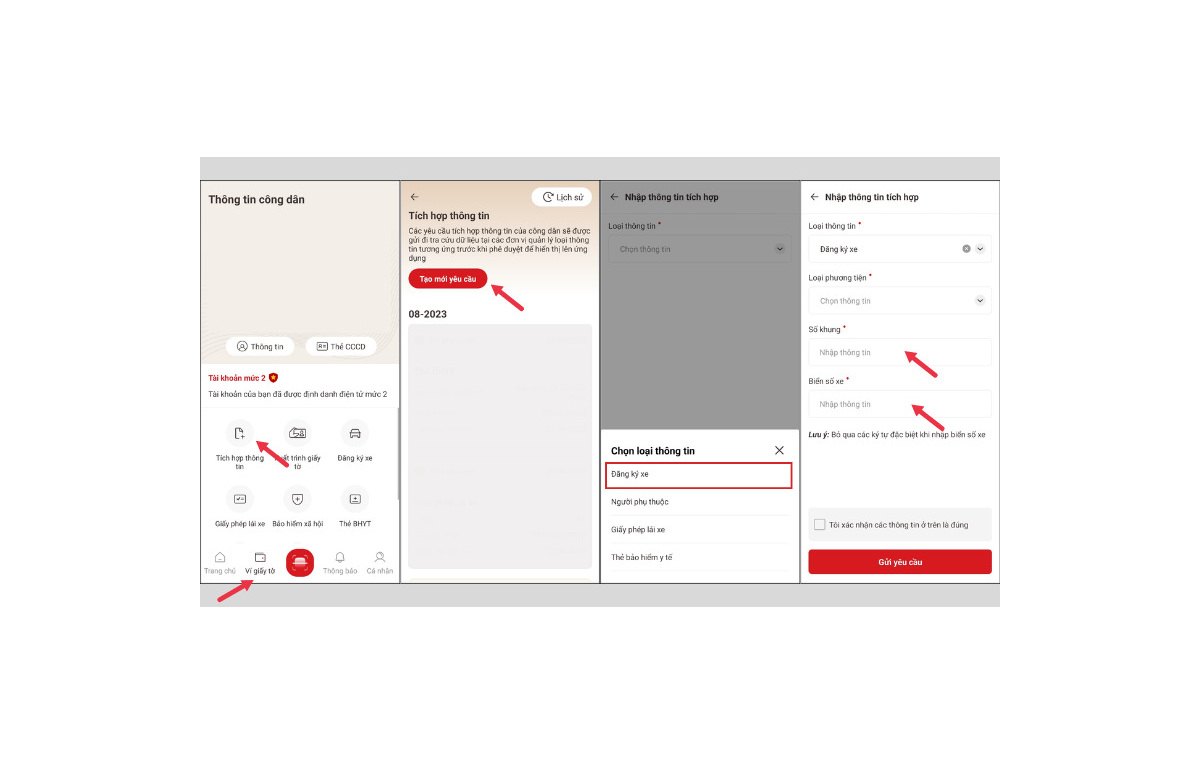 Thông tin công dân
Thông tin
Thẻ CCCD
Tài khoản mức 2
Tài khoản của bạn đã được định danh điện tử mức 2
Tích hợp thông
tin
trình giấy
tờ
Đăng ký xe
Giấy phép lái xe
Bảo hiểm xã hội
Thẻ BHYT
Trang chủ
Ví giấy tờ
Thông báo
Cá nhân
Lịch sử
Tích hợp thông tin
Các yêu cầu tích hợp thông tin của công dân sẽ được
gửi đi tra cứu dữ liệu tại các đơn vị quản lý loại thông
tin tương ứng trước khi phê duyệt để hiển thị lên ứng
dụng
Tạo mới yêu cầu
08-2023
Nhập thông tin tích hợp
Loại thông tin *
Chọn thông tin
Chọn loại thông tin
Đăng ký xe
Người phụ thuộc
Giấy phép lái xe
Thẻ bảo hiểm y tế
Nhập thông tin tích hợp
Loại thông tin *
Đăng ký xe
Loại phương tiện *
Chọn thông tin
Số khung *
Nhập thông tin
Biển số xe *
Nhập thông tin
Lưu ý: Bỏ qua các ký tự đặc biệt khi nhập biển số xe
Tôi xác nhận các thông tin ở trên là đúng
Gửi yêu cầu